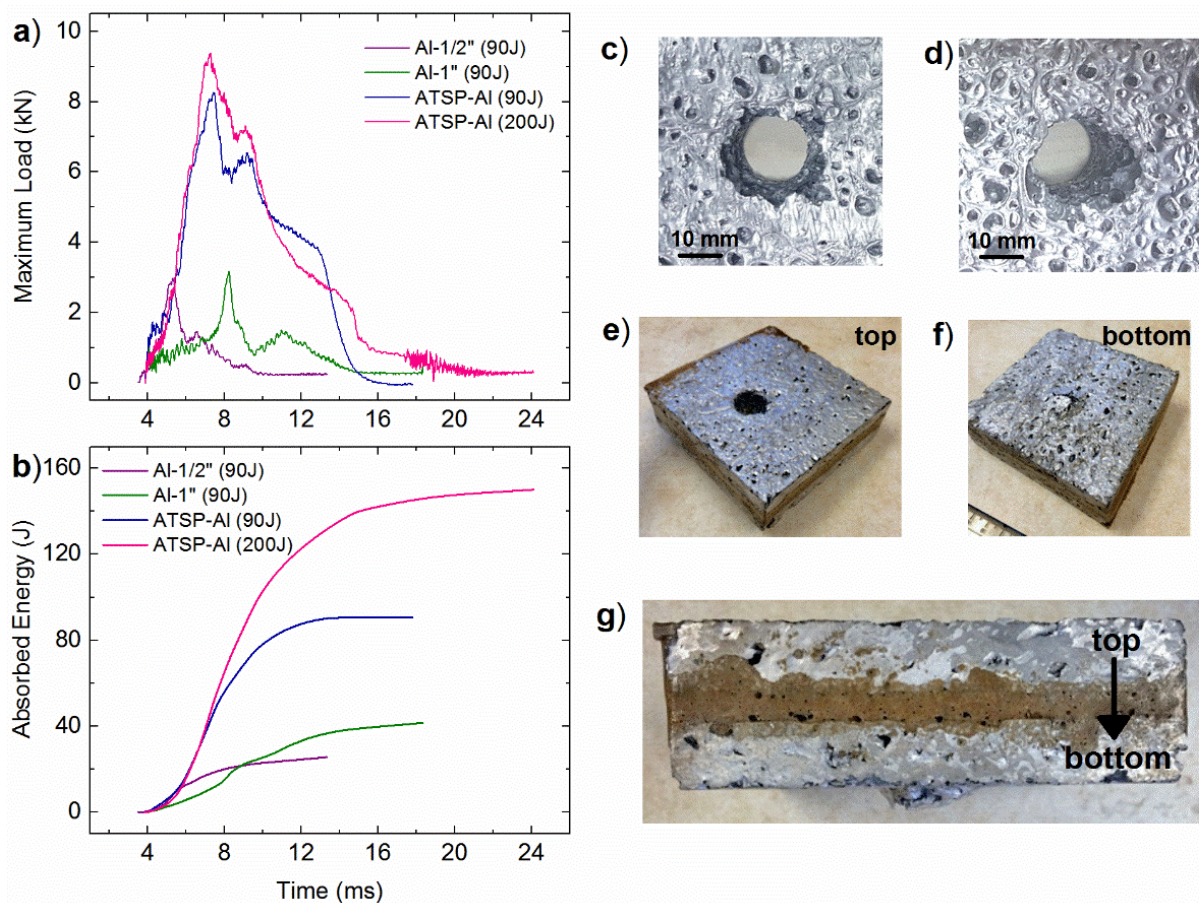 a)
Maximum Load (kN)
10
8
6
4
2
0
Al-1/2" (90J)
Al-1" (90J)
ATSP-Al (90J)
ATSP-Al (200J)
4 8 12 16 20 24
b)
Absorbed Energy (J)
160
120
80
40
0
Al-1/2" (90J)
Al-1" (90J)
ATSP-Al (90J)
ATSP-Al (200J)
4 8 12 16 20 24
Time (ms)
c)
10 mm
d)
10 mm
e)
top
f)
bottom
g)
top
bottom